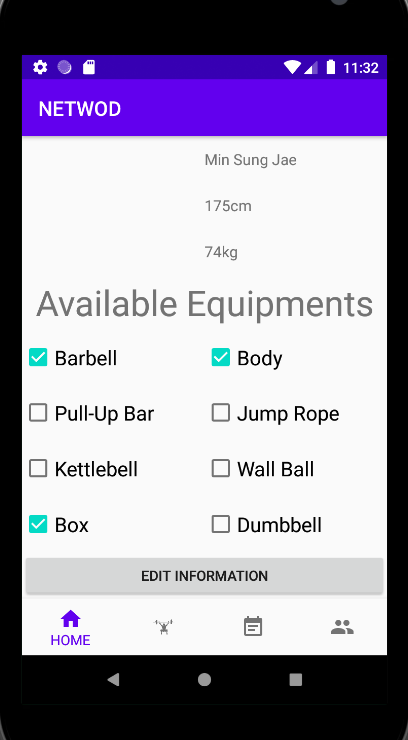 11:32
NETWOD
Min Sung Jae
175cm
74kg
Available Equipments
Barbell Body
Pull-Up Bar Jump Rope
Kettlebell Wall Ball
Box Dumbbell
EDIT INFORMATION
HOME